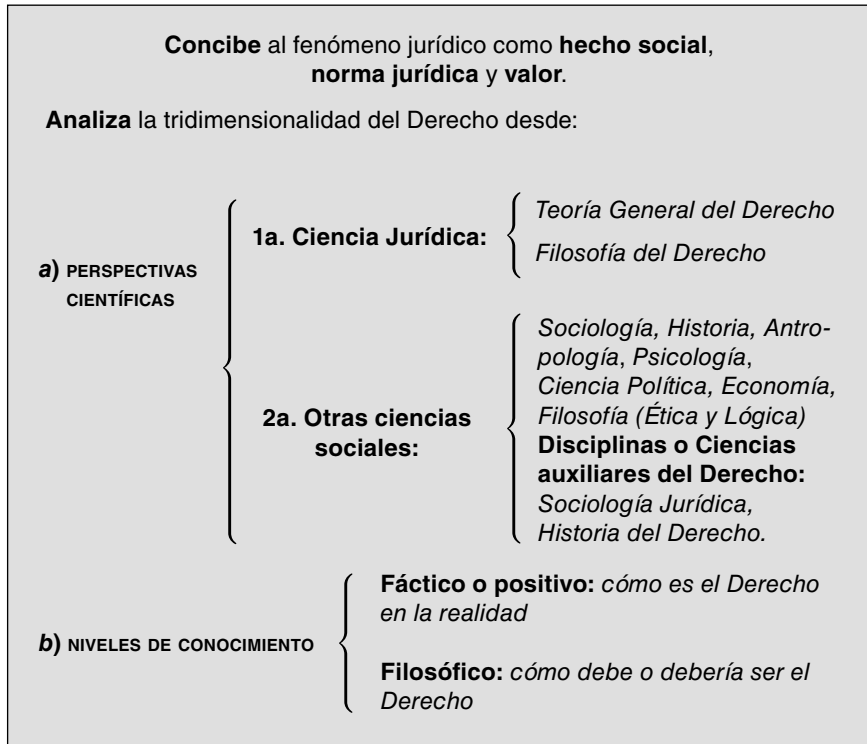 Concibe al fenómeno jurídico como hecho social,
norma jurídica y valor.
Analiza la tridimensionalidad del Derecho desde:
a) PERSPECTIVAS
CIENTÍFICAS
1a. Ciencia Jurídica:
Teoría General del Derecho
Filosofía del Derecho
2a. Otras ciencias
sociales:
Sociología, Historia, Antro-
pología, Psicología,
Ciencia Política, Economía,
Filosofía (Ética y Lógica)
Disciplinas o Ciencias
auxiliares del Derecho:
Sociología Jurídica,
Historia del Derecho.
b) NIVELES DE CONOCIMIENTO
Fáctico o positivo: cómo es el Derecho
en la realidad
Filosófico: cómo debe o debería ser el
Derecho